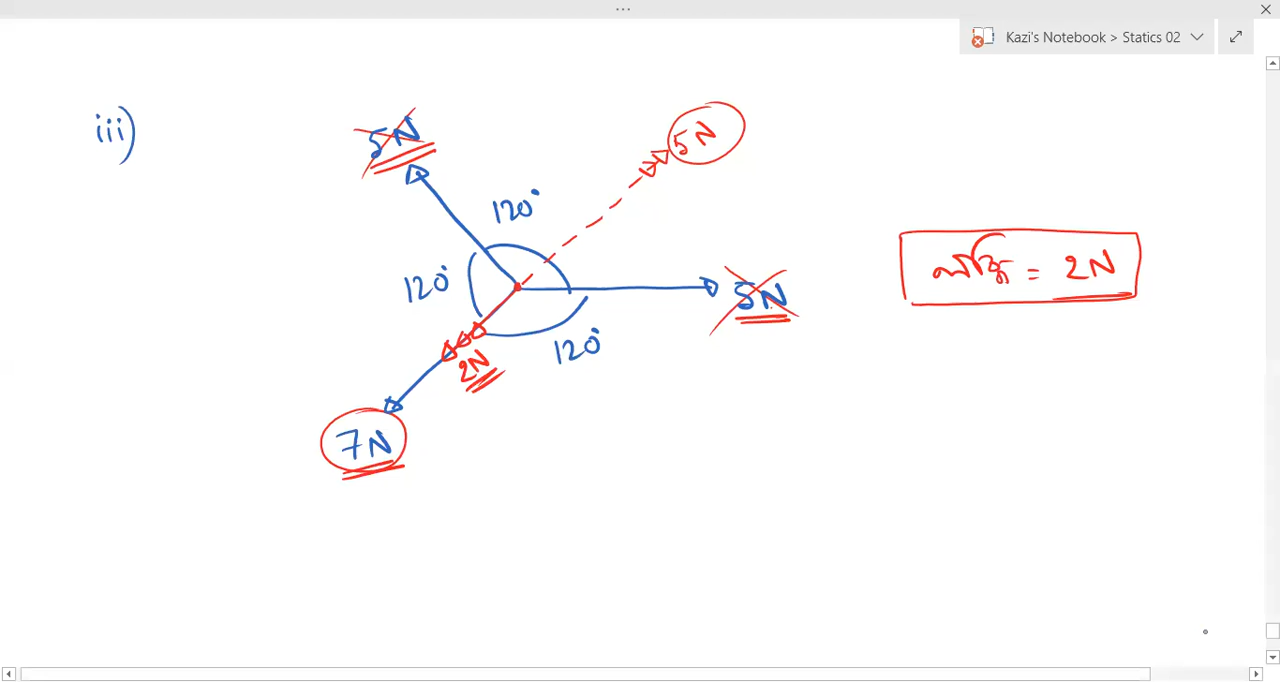 ...
Kazi's Notebook > Statics 02
iii)
5N
5N
120°
120°
5N
120°
2N
7N
লব্ধি = 2N